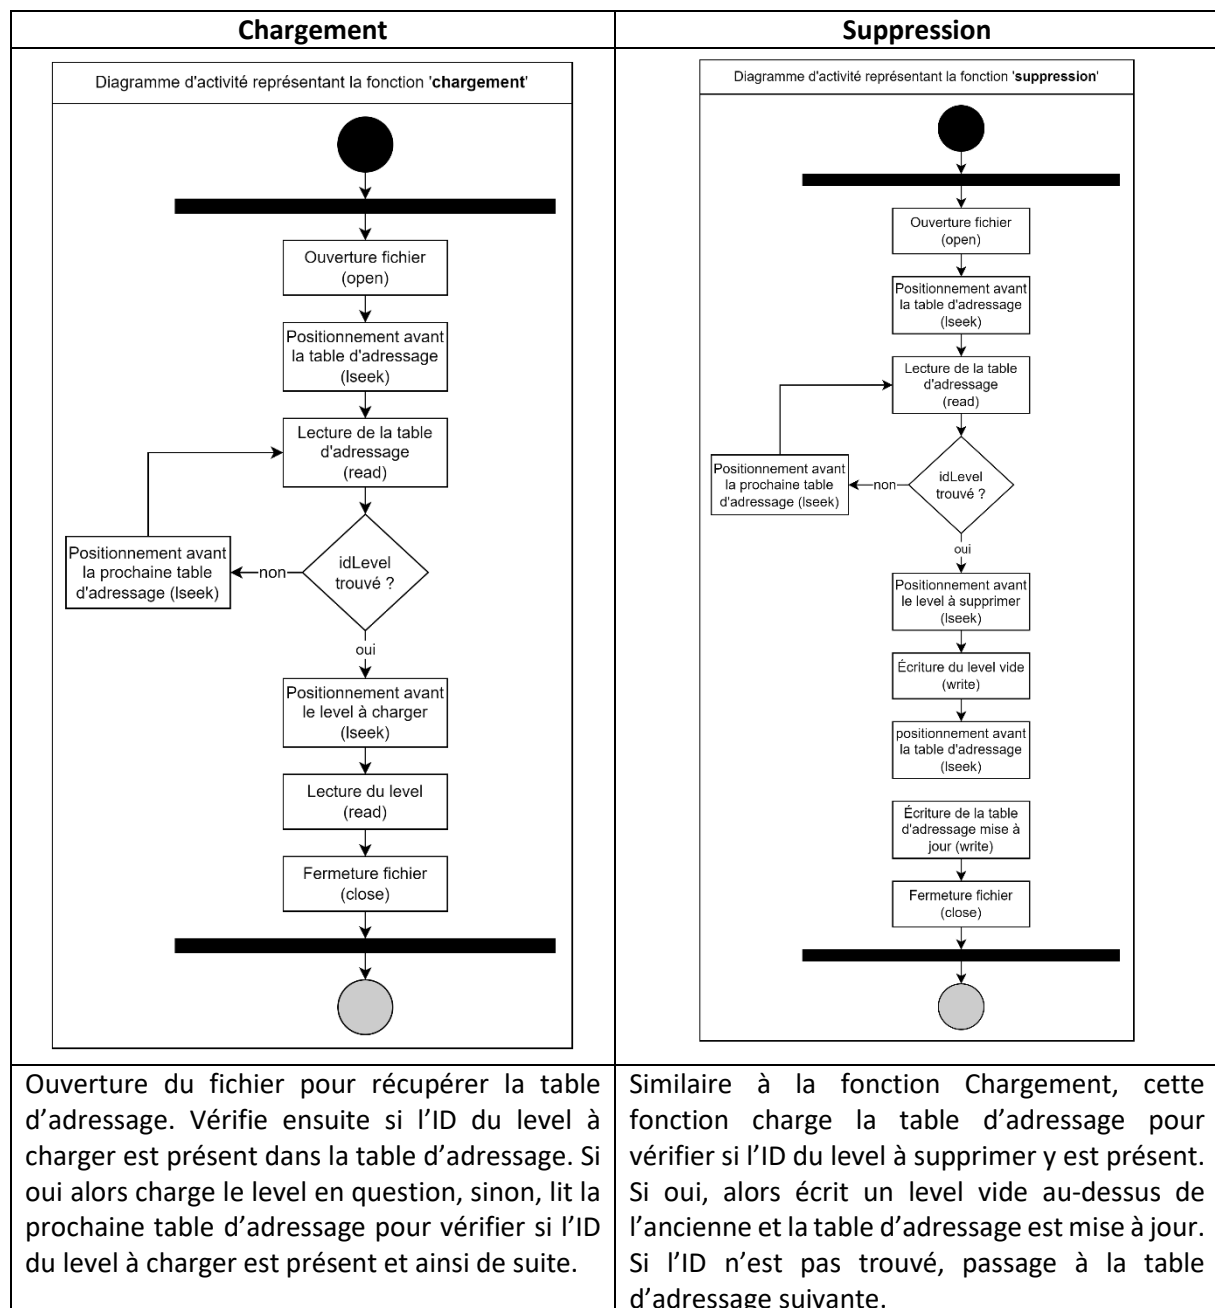 Chargement
Diagramme d'activité représentant la fonction 'chargement'
Ouverture fichier
(open)
Positionnement avant
la table d'adressage
(lseek)
Lecture de la table
d'adressage
(read)
Positionnement avant
la prochaine table
d'adressage (lseek)
non
idLevel
trouvé ?
oui
Positionnement avant
le level à charger
(lseek)
Lecture du level
(read)
Fermeture fichier
(close)
Ouverture du fichier pour récupérer la table
d’adressage. Vérifie ensuite si l’ID du level à
charger est présent dans la table d’adressage. Si
oui alors charge le level en question, sinon, lit la
prochaine table d’adressage pour vérifier si l’ID
du level à charger est présent et ainsi de suite.
Suppression
Diagramme d'activité représentant la fonction 'suppression'
Ouverture fichier
(open)
Positionnement avant
la table d'adressage
(lseek)
Lecture de la table
d'adressage
(read)
Positionnement avant
la prochaine table
d'adressage (lseek)
non
idLevel
trouvé ?
oui
Positionnement avant
le level à supprimer
(lseek)
Écriture du level vide
(write)
positionnement avant
la table d'adressage
(lseek)
Écriture de la table
d'adressage mise à
jour (write)
Fermeture fichier
(close)
Similaire à la fonction Chargement, cette
fonction charge la table d’adressage pour
vérifier si l’ID du level à supprimer y est présent.
Si oui, alors écrit un level vide au-dessus de
l’ancienne et la table d’adressage est mise à jour.
Si l’ID n’est pas trouvé, passage à la table
d’adressage suivante.